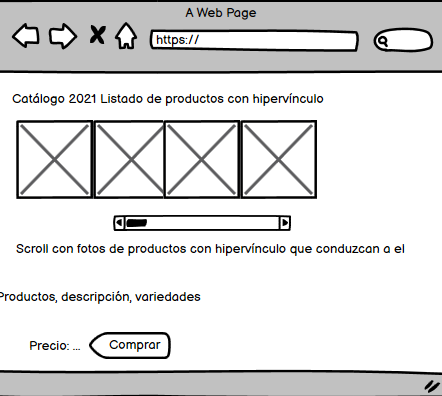 A Web Page
https://
Catálogo 2021 Listado de productos con hipervínculo
Scroll con fotos de productos con hipervínculo que conduzcan a el
Productos, descripción, variedades
Precio: ... Comprar